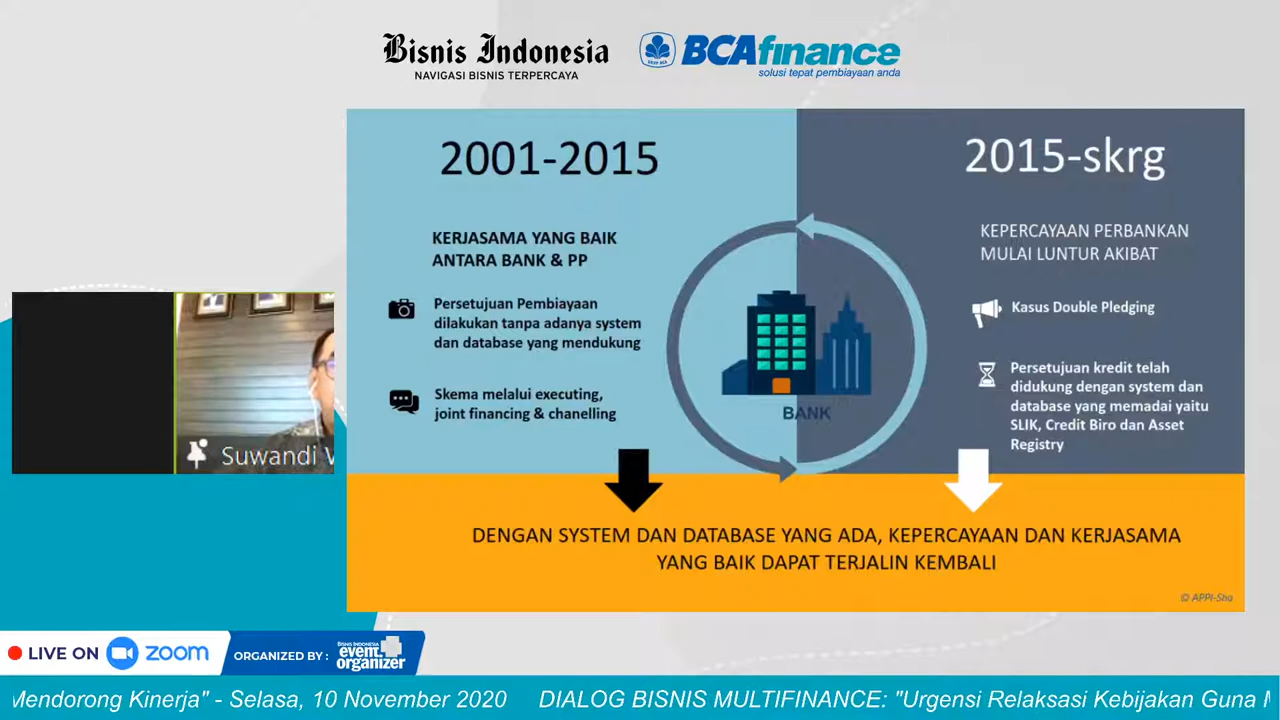 Bisnis Indonesia
NAVIGASI BISNIS TERPERCAYA
BCAfinance
solusi tepat pembiayaan anda
2001-2015
KERJASAMA YANG BAIK
ANTARA BANK & PP
Persetujuan Pembiayaan
dilakukan tanpa adanya system
dan database yang mendukung
Skema melalui executing,
joint financing & chanelling
BANK
2015-skrg
KEPERCAYAAN PERBANKAN
MULAI LUNTUR AKIBAT
Kasus Double Pledging
Persetujuan kredit telah
didukung dengan system dan
database yang memadai yaitu
SLIK, Credit Biro dan Asset
Registry
DENGAN SYSTEM DAN DATABASE YANG ADA, KEPERCAYAAN DAN KERJASAMA
YANG BAIK DAPAT TERJALIN KEMBALI
© APPI-Sha
Suwandi
LIVE ON zoom
ORGANIZED BY :
BISNIS INDONESIA
event
organizer
Mendorong Kinerja" - Selasa, 10 November 2020 DIALOG BISNIS MULTIFINANCE: "Urgensi Relaksasi Kebijakan Guna